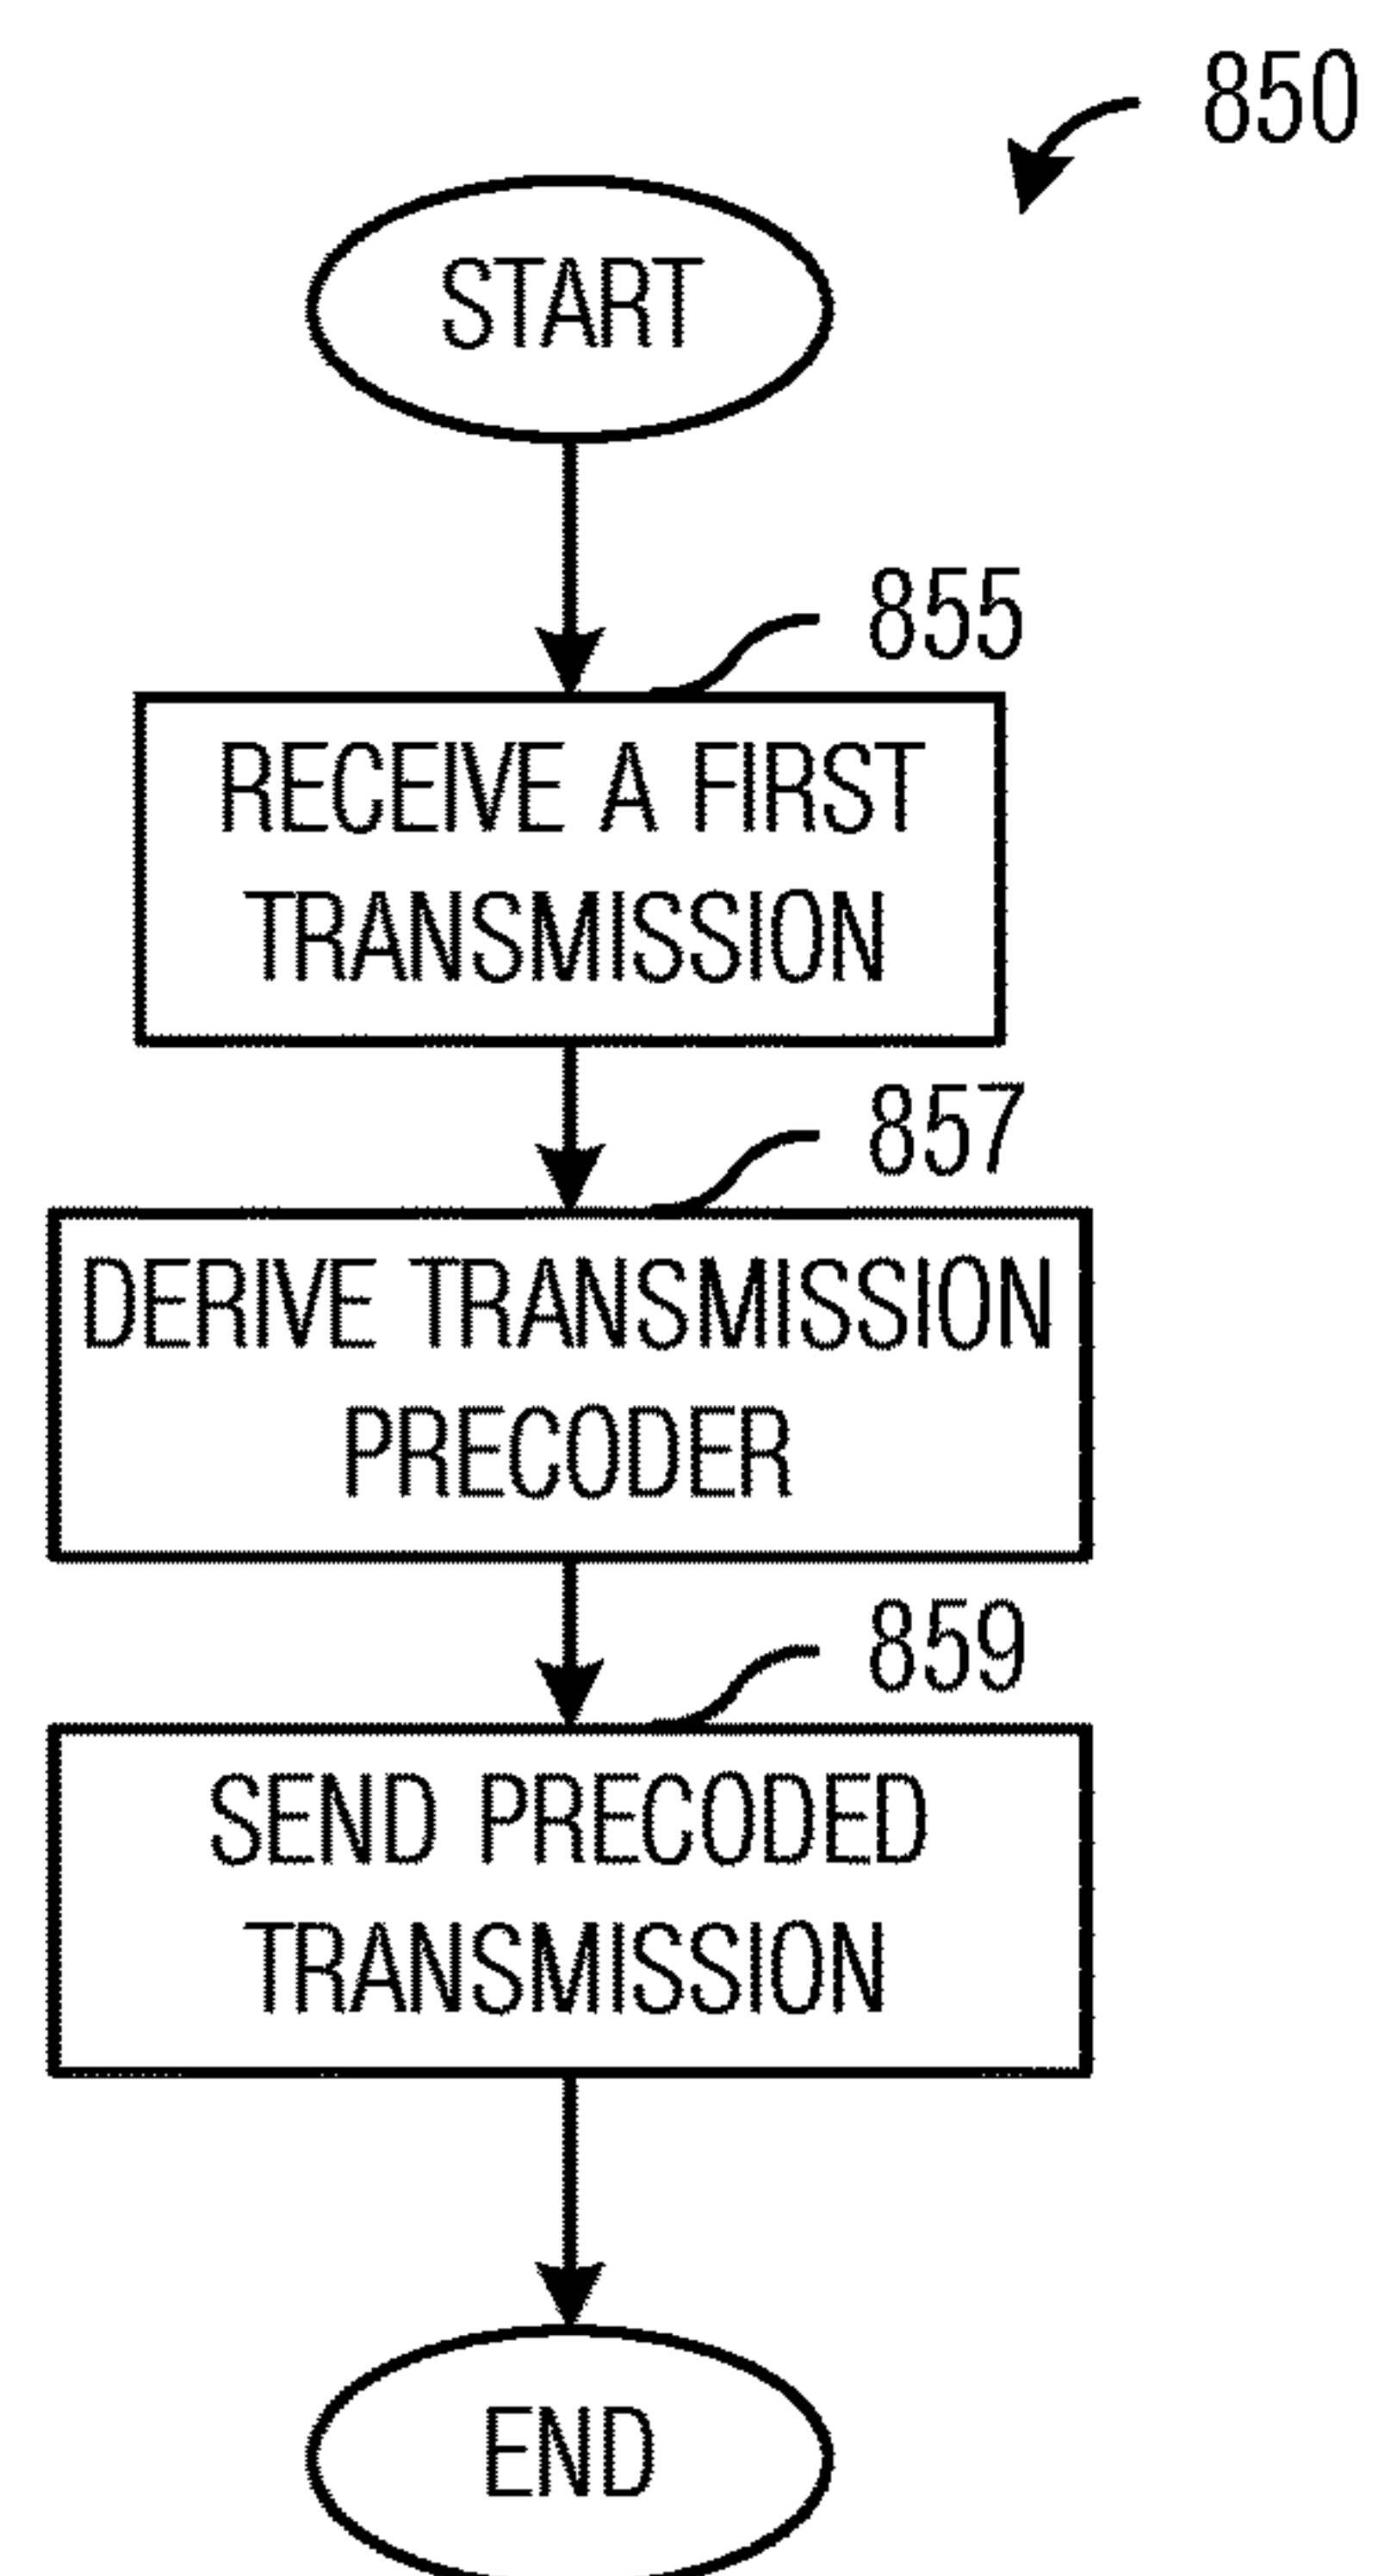 850
START
855
RECEIVE A FIRST
TRANSMISSION
857
DERIVE TRANSMISSION
PRECODER
859
SEND PRECODED
TRANSMISSION
END